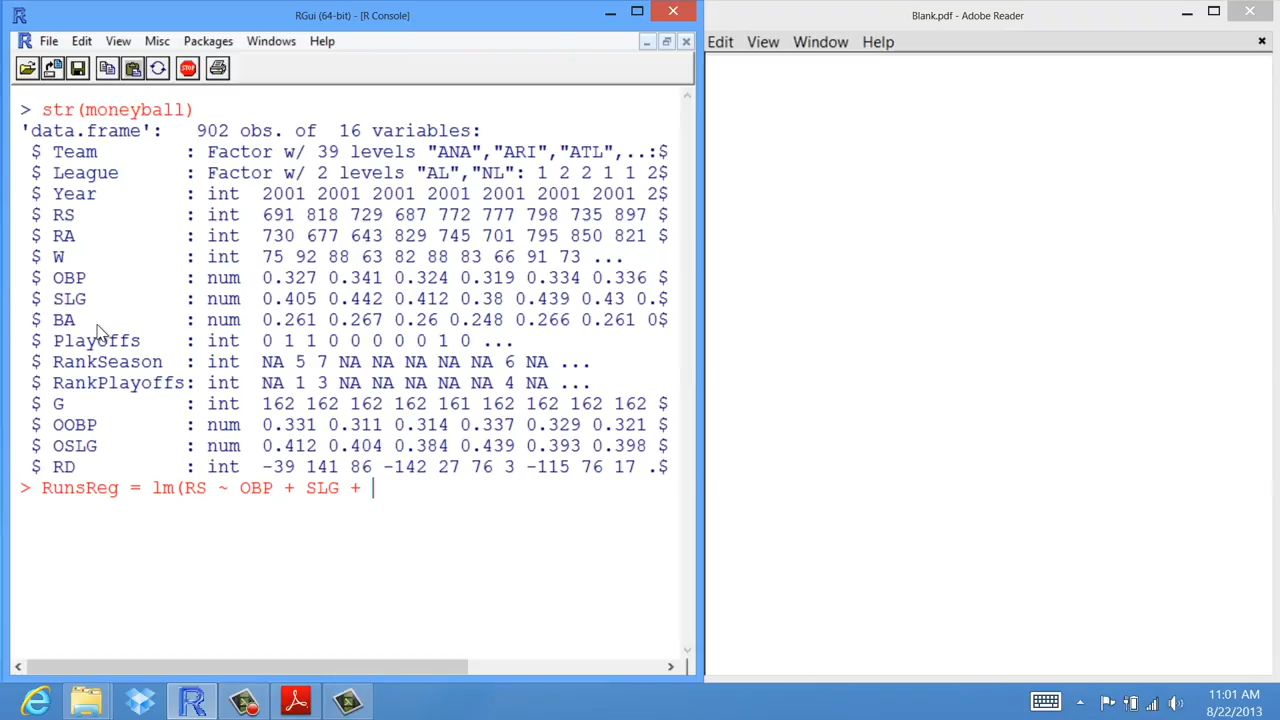 RGui (64-bit) - [R Console]
File Edit View Misc Packages Windows Help
STOP
> str(moneyball)
'data.frame':   902 obs. of  16 variables:
 $ Team        : Factor w/ 39 levels "ANA","ARI","ATL",..:$
 $ League      : Factor w/ 2 levels "AL","NL": 1 2 2 1 1 2$
 $ Year        : int  2001 2001 2001 2001 2001 2001 2001 2$
 $ RS          : int  691 818 729 687 772 777 798 735 897 $
 $ RA          : int  730 677 643 829 745 701 795 850 821 $
 $ W           : int  75 92 88 63 82 88 83 66 91 73 ...
 $ OBP         : num  0.327 0.341 0.324 0.319 0.334 0.336 $
 $ SLG         : num  0.405 0.442 0.412 0.38 0.439 0.43 0.$
 $ BA          : num  0.261 0.267 0.26 0.248 0.266 0.261 0$
 $ Playoffs    : int  0 1 1 0 0 0 0 0 1 0 ...
 $ RankSeason  : int  NA 5 7 NA NA NA NA NA 6 NA ...
 $ RankPlayoffs: int  NA 1 3 NA NA NA NA NA 4 NA ...
 $ G           : int  162 162 162 162 161 162 162 162 162 $
 $ OOBP        : num  0.331 0.311 0.314 0.337 0.329 0.321 $
 $ OSLG        : num  0.412 0.404 0.384 0.439 0.393 0.398 $
 $ RD          : int  -39 141 86 -142 27 76 3 -115 76 17 .$
> RunsReg = lm(RS ~ OBP + SLG +
Blank.pdf - Adobe Reader
Edit View Window Help
11:01 AM
8/22/2013